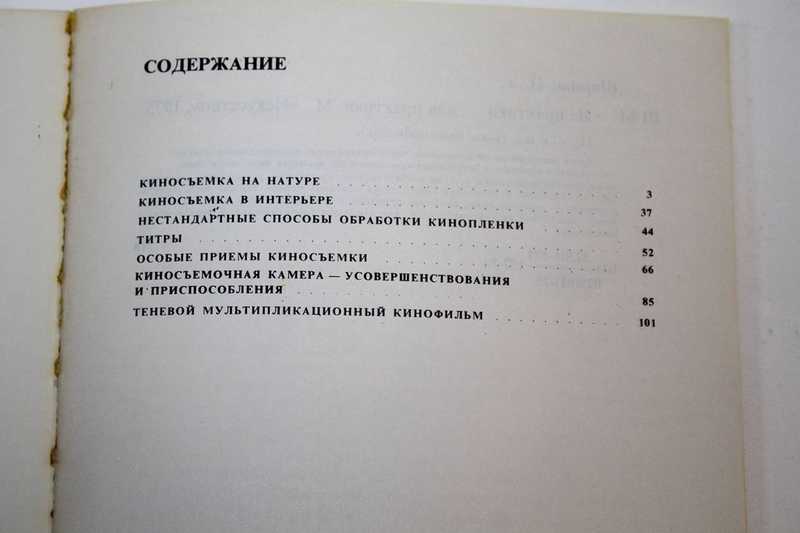 СОДЕРЖАНИЕ
КИНОСЪЕМКА НА НАТУРЕ . . . . . . . . . . . . . . . . . . 3
КИНОСЪЕМКА В ИНТЕРЬЕРЕ . . . . . . . . . . . . . . . . . 37
НЕСТАНДАРТНЫЕ СПОСОБЫ ОБРАБОТКИ КИНОПЛЕНКИ . . . . . . 44
ТИТРЫ . . . . . . . . . . . . . . . . . . . . . . . . . . 52
ОСОБЫЕ ПРИЕМЫ КИНОСЪЕМКИ . . . . . . . . . . . . . . . 66
КИНОСЪЕМОЧНАЯ КАМЕРА — УСОВЕРШЕНСТВОВАНИЯ
И ПРИСПОСОБЛЕНИЯ . . . . . . . . . . . . . . . . . . . . 85
ТЕНЕВОЙ МУЛЬТИПЛИКАЦИОННЫЙ КИНОФИЛЬМ . . . . . . . . . 101